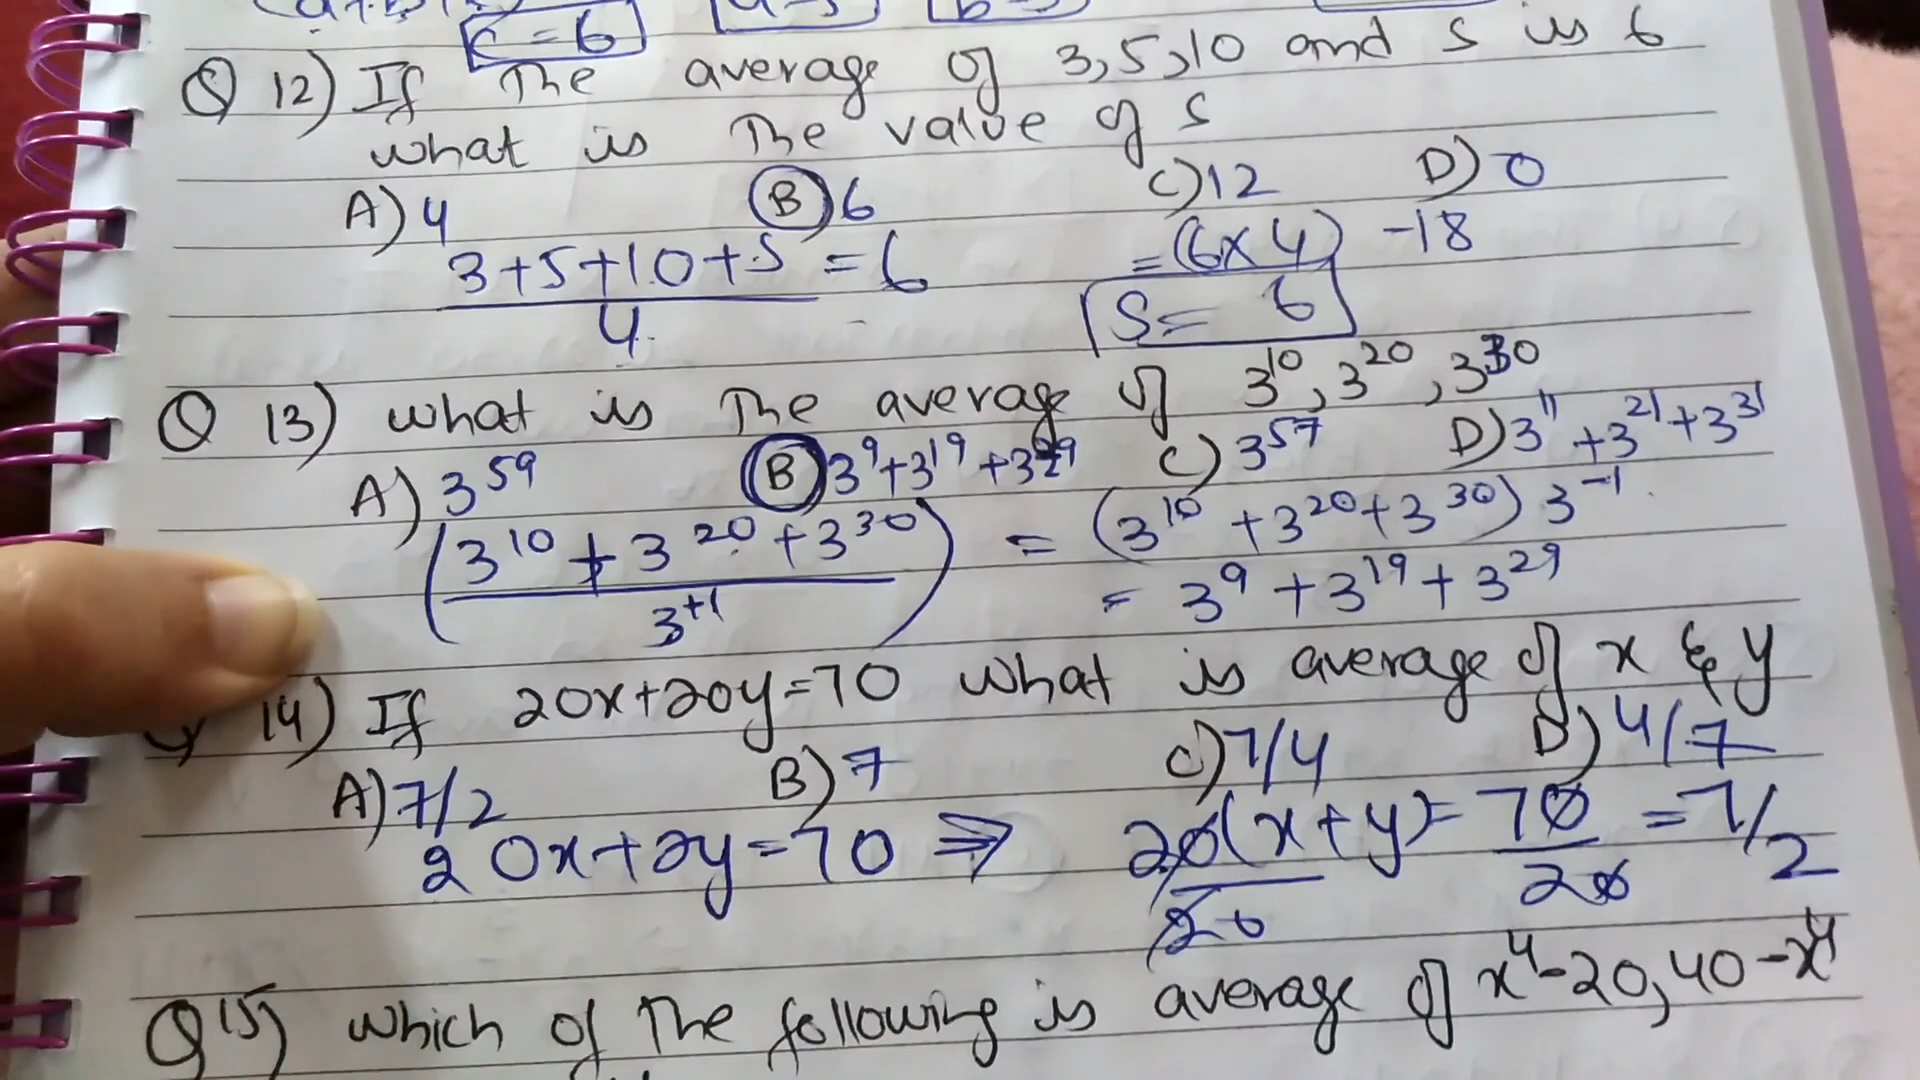 c = 6
Q 12) If The average of 3,5,10 and s is 6
what is The value of s
A) 4 B) 6 C) 12 D) 0
3+5+10+s/4 = 6 = (6x4) -18
S = 6
Q 13) what is The average of 3^10, 3^20, 3^30
A) 3^59 B) 3^9+3^19+3^29 C) 3^57 D) 3^11+3^21+3^31
(3^10+3^20+3^30/3^+1) = (3^10+3^20+3^30) 3^-1
= 3^9+3^19+3^29
14) If 20x+20y=70 what is average of x & y
A) 7/2 B) 7 C) 7/4 D) 4/7
20x+2y=70 ⇒ 20(x+y)/20 = 70/20 = 7/2
Q 15) which of The following is average of x^4-20, 40-x^4